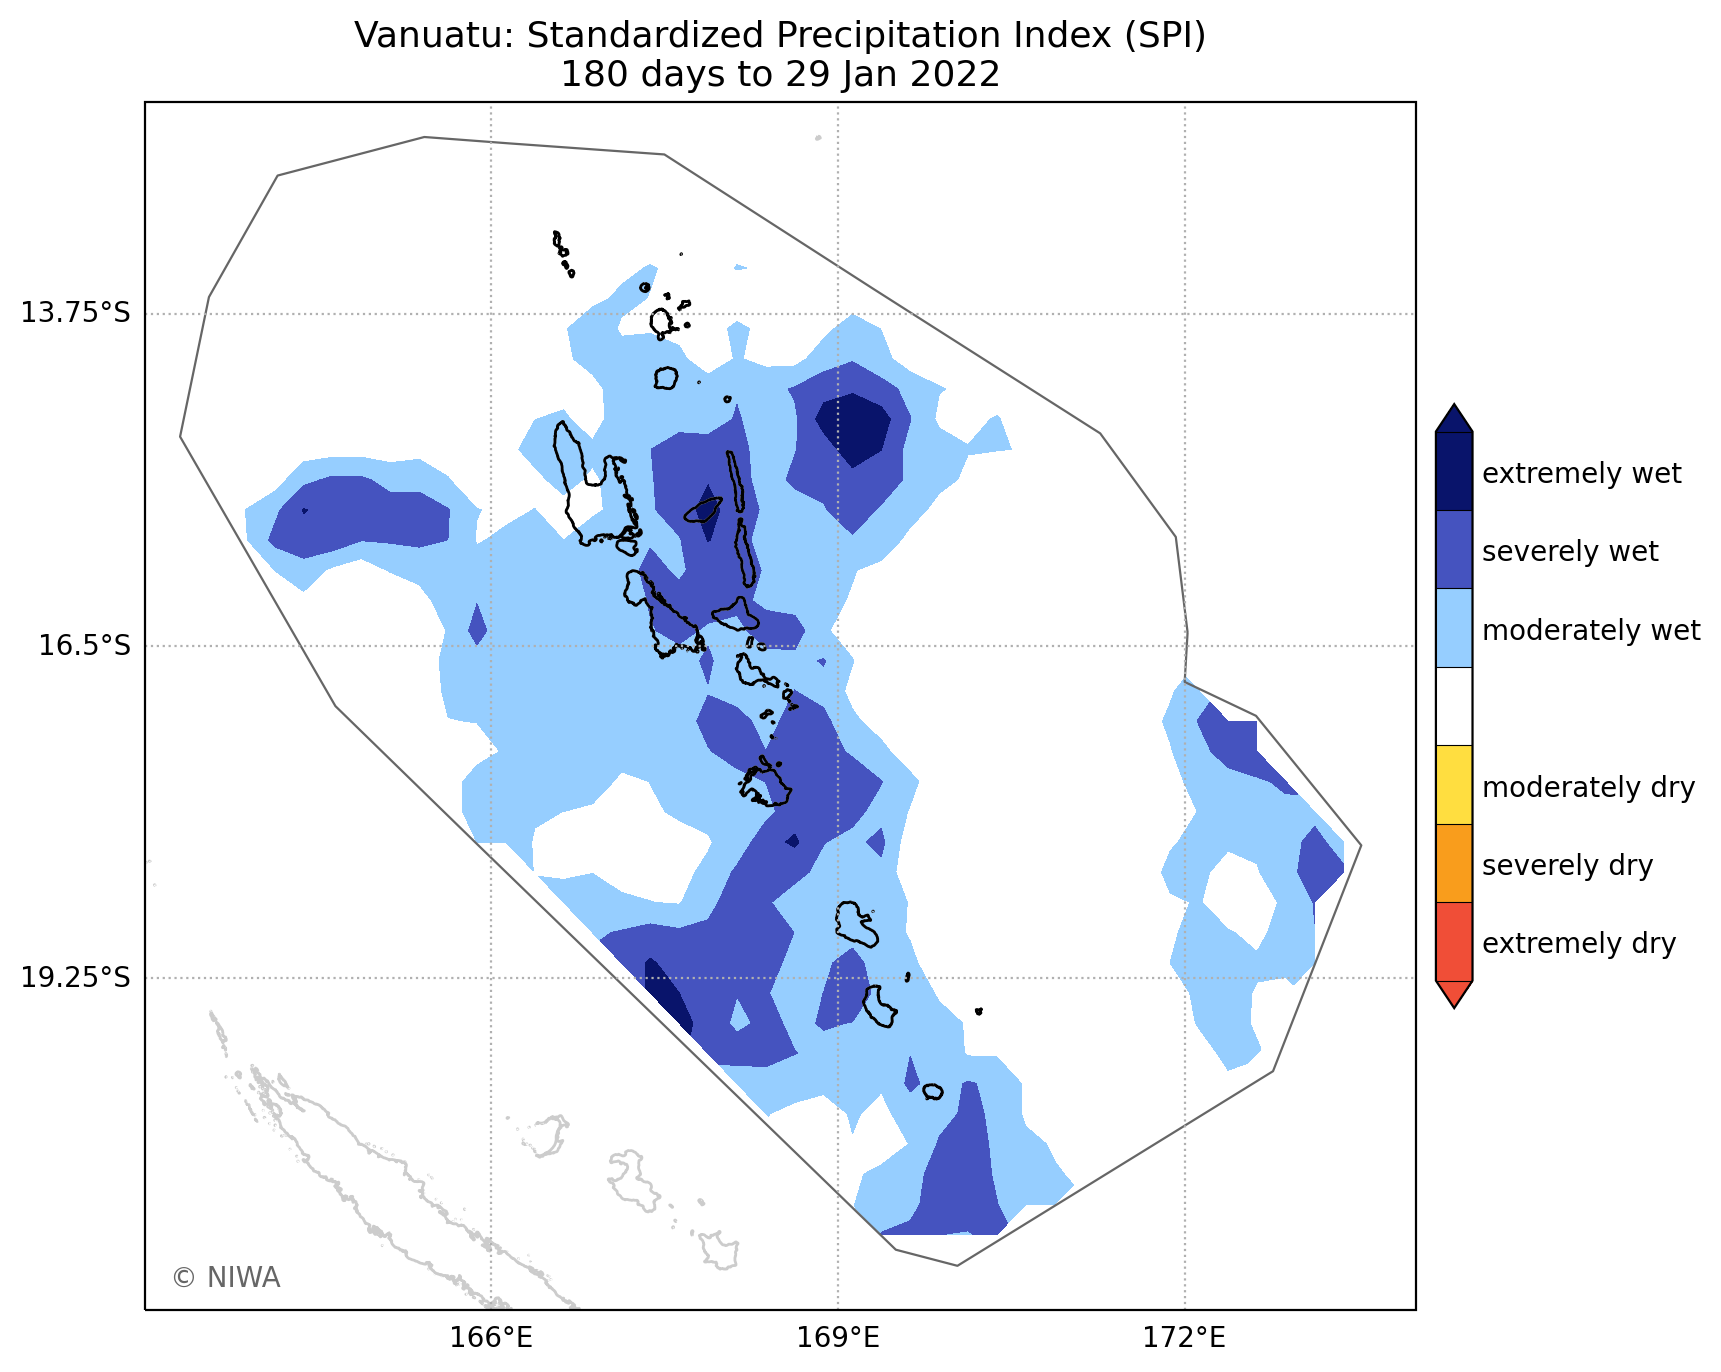 Vanuatu: Standardized Precipitation Index (SPI)
180 days to 29 Jan 2022
13.75°S
16.5°S
19.25°S
166°E
169°E
172°E
© NIWA
extremely wet
severely wet
moderately wet
moderately dry
severely dry
extremely dry